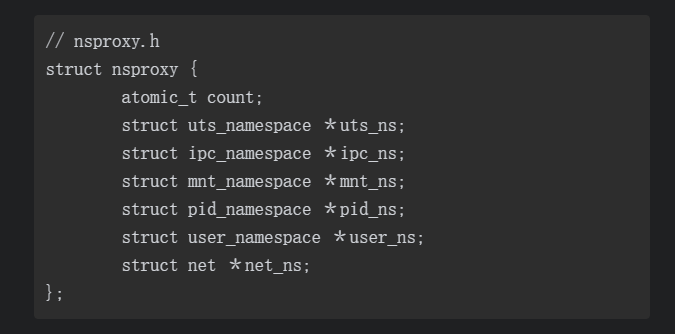 // nsproxy.h
struct nsproxy {
        atomic_t count;
        struct uts_namespace *uts_ns;
        struct ipc_namespace *ipc_ns;
        struct mnt_namespace *mnt_ns;
        struct pid_namespace *pid_ns;
        struct user_namespace *user_ns;
        struct net *net_ns;
};